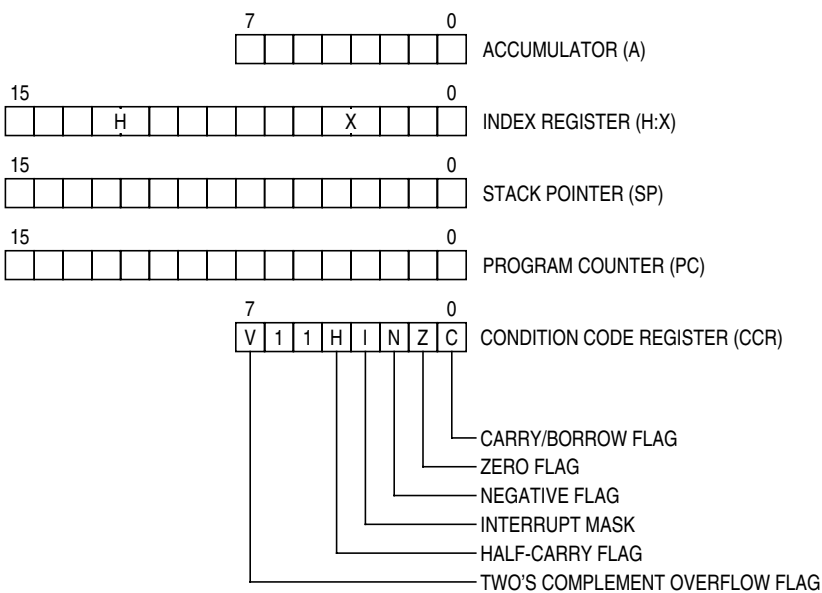 7 0
ACCUMULATOR (A)
15 0
H X INDEX REGISTER (H:X)
15 0
STACK POINTER (SP)
15 0
PROGRAM COUNTER (PC)
7 0
V 1 1 H I N Z C CONDITION CODE REGISTER (CCR)
CARRY/BORROW FLAG
ZERO FLAG
NEGATIVE FLAG
INTERRUPT MASK
HALF-CARRY FLAG
TWO'S COMPLEMENT OVERFLOW FLAG